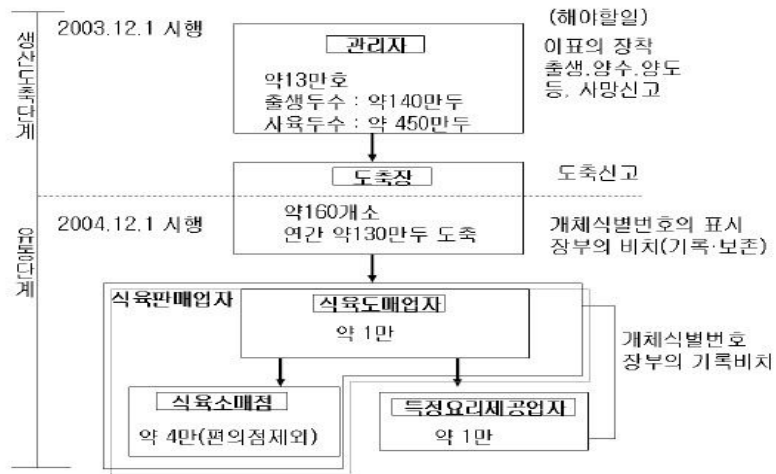 생산도축단계
2003.12.1 시행
관리자
약13만호
출생두수 : 약140만두
사육두수 : 약 450만두
(해야할일)
이표의 장착
출생.양수.양도
등, 사망신고
도축장
도축신고
유통단계
2004.12.1 시행
약160개소
연간 약130만두 도축
개체식별번호의 표시
장부의 비치(기록·보존)
식육판매업자
식육도매업자
약 1만
개체식별번호
장부의 기록비치
식육소매점
약 4만(편의점제외)
특정요리제공업자
약 1만